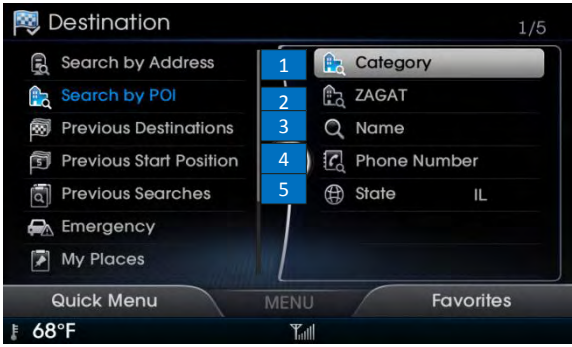 Destination
1/5
Search by Address
1
Category
Search by POI
2
ZAGAT
Previous Destinations
3
Name
Previous Start Position
4
Phone Number
Previous Searches
5
State IL
Emergency
My Places
Quick Menu
MENU
Favorites
68°F